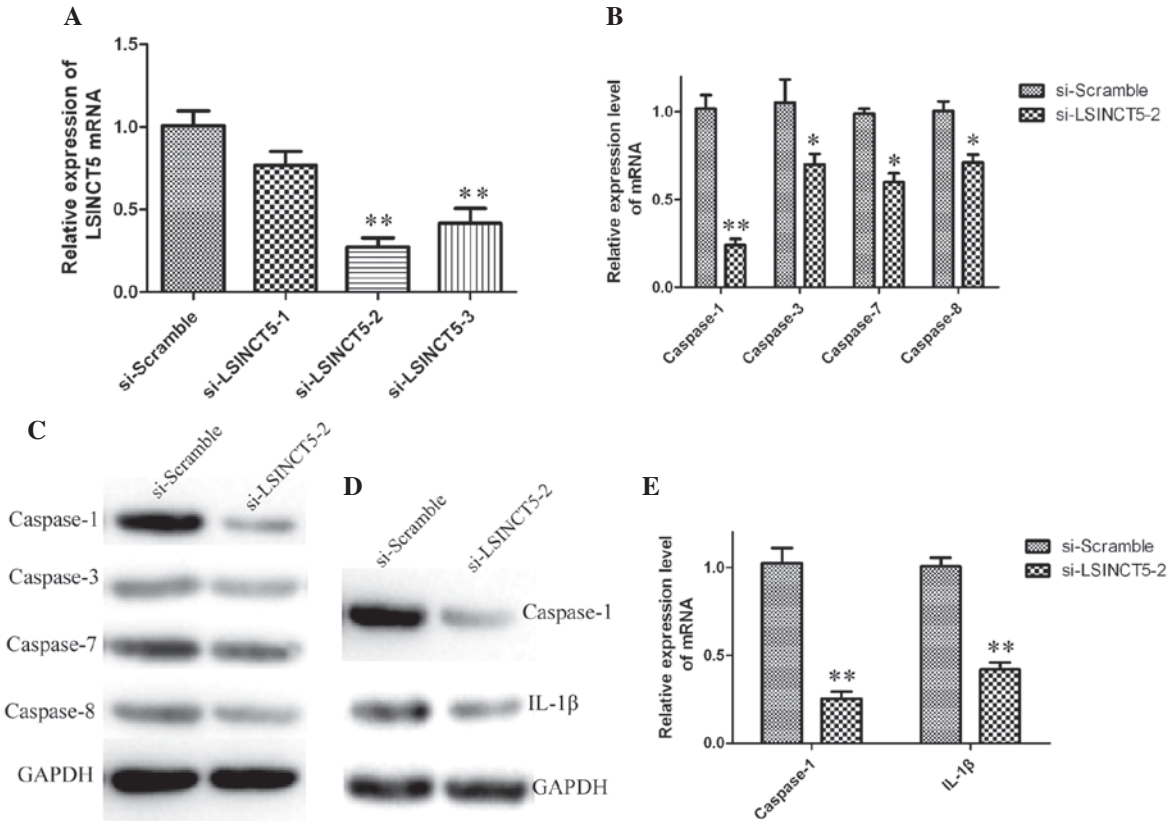 A
Relative expression of
LSINCT5 mRNA
1.5
1.0
0.5
0.0
**
**
si-Scramble
si-LSINCT5-1
si-LSINCT5-2
si-LSINCT5-3
B
Relative expression level
of mRNA
1.0
0.5
0.0
**
*
*
*
Caspase-1
Caspase-3
Caspase-7
Caspase-8
si-Scramble
si-LSINCT5-2
C
si-Scramble
si-LSINCT5-2
Caspase-1
Caspase-3
Caspase-7
Caspase-8
GAPDH
D
si-Scramble
si-LSINCT5-2
Caspase-1
IL-1β
GAPDH
E
Relative expression level
of mRNA
1.0
0.5
0.0
**
**
Caspase-1
IL-1β
si-Scramble
si-LSINCT5-2